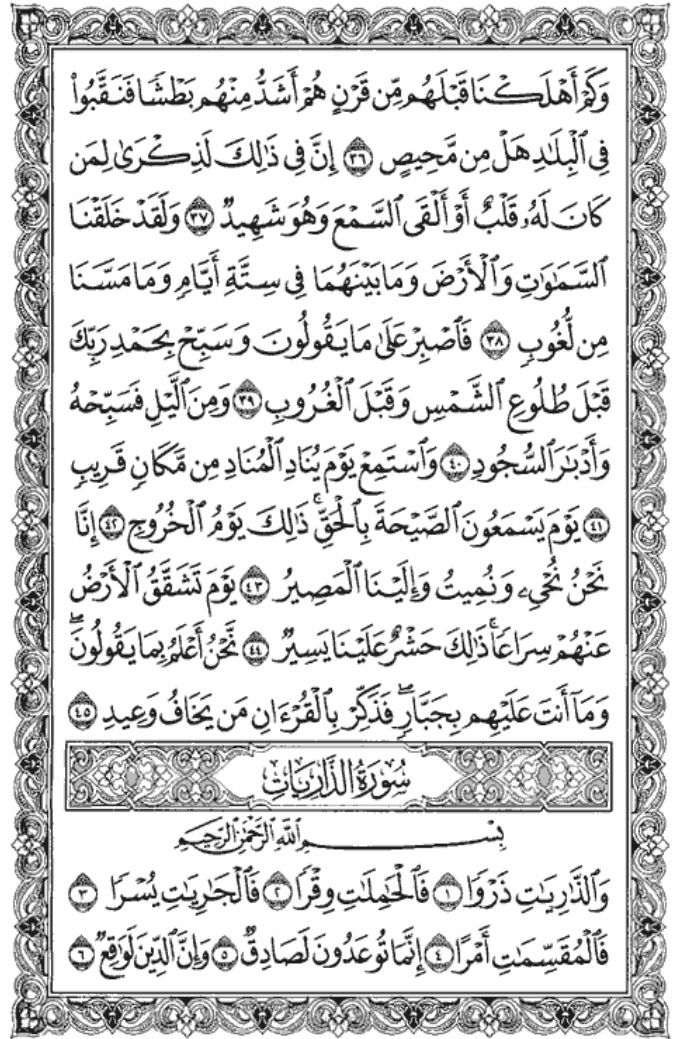 وَكَمْ أَهْلَكْنَا قَبْلَهُم مِّن قَرْنٍ هُمْ أَشَدُّ مِنْهُم بَطْشًا فَنَقَّبُوا۟
فِى ٱلْبِلَٰدِ هَلْ مِن مَّحِيصٍ ٣٦ إِنَّ فِى ذَٰلِكَ لَذِكْرَىٰ لِمَن
كَانَ لَهُۥ قَلْبٌ أَوْ أَلْقَى ٱلسَّمْعَ وَهُوَ شَهِيدٌ ٣٧ وَلَقَدْ خَلَقْنَا
ٱلسَّمَٰوَٰتِ وَٱلْأَرْضَ وَمَا بَيْنَهُمَا فِى سِتَّةِ أَيَّامٍ وَمَا مَسَّنَا
مِن لُّغُوبٍ ٣٨ فَٱصْبِرْ عَلَىٰ مَا يَقُولُونَ وَسَبِّحْ بِحَمْدِ رَبِّكَ
قَبْلَ طُلُوعِ ٱلشَّمْسِ وَقَبْلَ ٱلْغُرُوبِ ٣٩ وَمِنَ ٱلَّيْلِ فَسَبِّحْهُ
وَأَدْبَٰرَ ٱلسُّجُودِ ٤٠ وَٱسْتَمِعْ يَوْمَ يُنَادِ ٱلْمُنَادِ مِن مَّكَانٍ قَرِيبٍ
٤١ يَوْمَ يَسْمَعُونَ ٱلصَّيْحَةَ بِٱلْحَقِّ ۚ ذَٰلِكَ يَوْمُ ٱلْخُرُوجِ ٤٢ إِنَّا
نَحْنُ نُحْىِۦ وَنُمِيتُ وَإِلَيْنَا ٱلْمَصِيرُ ٤٣ يَوْمَ تَشَقَّقُ ٱلْأَرْضُ
عَنْهُمْ سِرَاعًا ۚ ذَٰلِكَ حَشْرٌ عَلَيْنَا يَسِيرٌ ٤٤ نَّحْنُ أَعْلَمُ بِمَا يَقُولُونَ ۖ
وَمَآ أَنتَ عَلَيْهِم بِجَبَّارٍ ۖ فَذَكِّرْ بِٱلْقُرْءَانِ مَن يَخَافُ وَعِيدِ ٤٥
سُورَةُ الذَّارِيَاتِ
بِسْمِ ٱللَّهِ ٱلرَّحْمَٰنِ ٱلرَّحِيمِ
وَٱلذَّٰرِيَٰتِ ذَرْوًا ١ فَٱلْحَٰمِلَٰتِ وِقْرًا ٢ فَٱلْجَٰرِيَٰتِ يُسْرًا ٣
فَٱلْمُقَسِّمَٰتِ أَمْرًا ٤ إِنَّمَا تُوعَدُونَ لَصَادِقٌ ٥ وَإِنَّ ٱلدِّينَ لَوَٰقِعٌ ٦